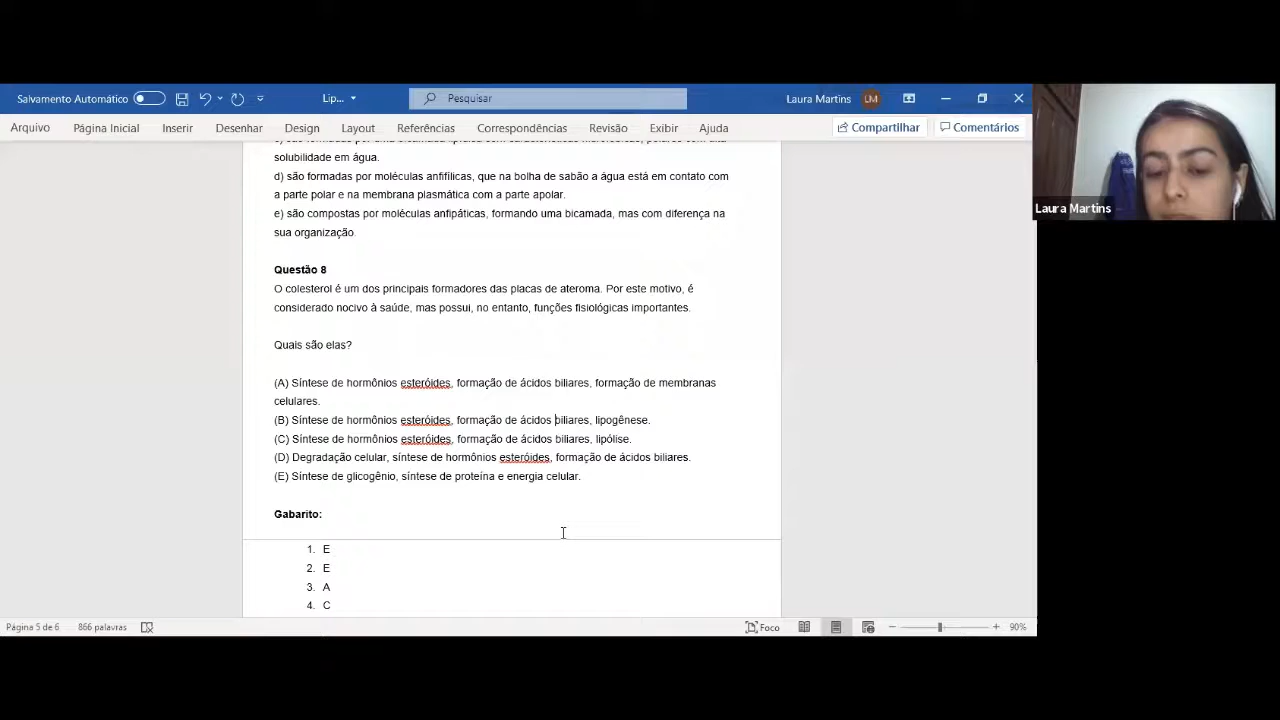 Salvamento Automático
Lip...
Pesquisar
Laura Martins
LM
Arquivo
Página Inicial
Inserir
Desenhar
Design
Layout
Referências
Correspondências
Revisão
Exibir
Ajuda
Compartilhar
Comentários
solubilidade em água.
d) são formadas por moléculas anfifílicas, que na bolha de sabão a água está em contato com
a parte polar e na membrana plasmática com a parte apolar.
e) são compostas por moléculas anfipáticas, formando uma bicamada, mas com diferença na
sua organização.
Questão 8
O colesterol é um dos principais formadores das placas de ateroma. Por este motivo, é
considerado nocivo à saúde, mas possui, no entanto, funções fisiológicas importantes.
Quais são elas?
(A) Síntese de hormônios esteróides, formação de ácidos biliares, formação de membranas
celulares.
(B) Síntese de hormônios esteróides, formação de ácidos biliares, lipogênese.
(C) Síntese de hormônios esteróides, formação de ácidos biliares, lipólise.
(D) Degradação celular, síntese de hormônios esteróides, formação de ácidos biliares.
(E) Síntese de glicogênio, síntese de proteína e energia celular.
Gabarito:
1. E
2. E
3. A
4. C
Página 5 de 6
866 palavras
Foco
90%
Laura Martins